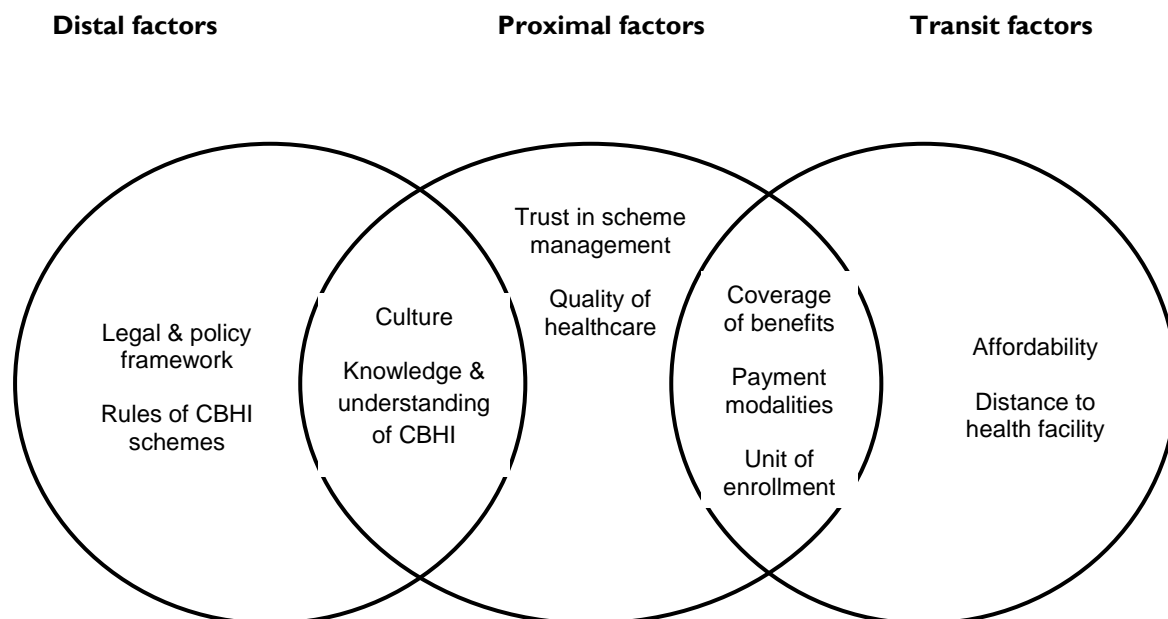 Distal factors
Proximal factors
Transit factors
Legal & policy
framework
Rules of CBHI
schemes
Culture
Knowledge &
understanding
of CBHI
Trust in scheme
management
Quality of
healthcare
Coverage
of benefits
Payment
modalities
Unit of
enrollment
Affordability
Distance to
health facility